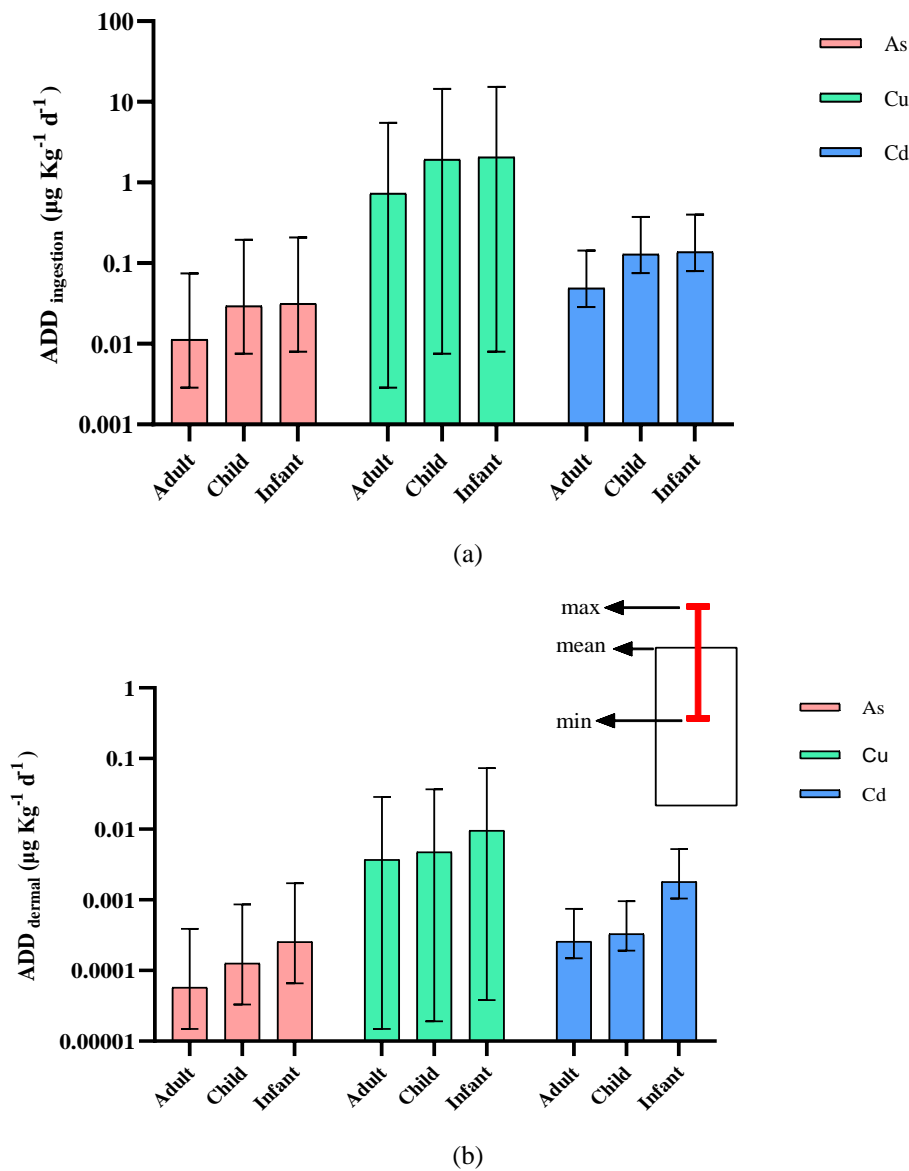 100
10
1
0.1
0.01
0.001
ADD ingestion (µg Kg-1 d-1)
Adult
Child
Infant
Adult
Child
Infant
Adult
Child
Infant
As
Cu
Cd
(a)
max
mean
min
1
0.1
0.01
0.001
0.0001
0.00001
ADD dermal (µg Kg-1 d-1)
Adult
Child
Infant
Adult
Child
Infant
Adult
Child
Infant
As
Cu
Cd
(b)